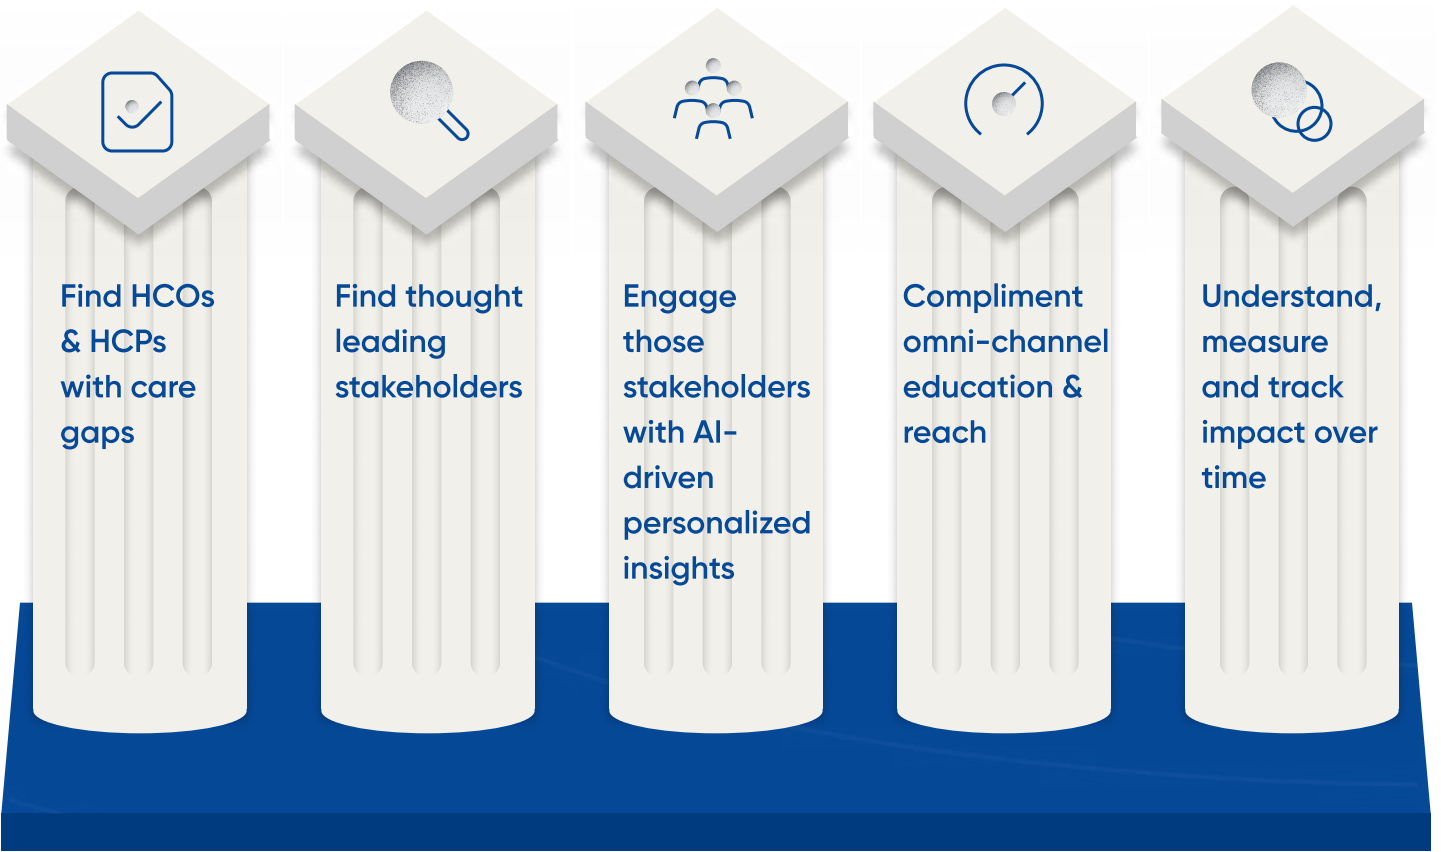 Find HCOs
& HCPs
with care
gaps
Find thought
leading
stakeholders
Engage
those
stakeholders
with AI-
driven
personalized
insights
Compliment
omni-channel
education &
reach
Understand,
measure
and track
impact over
time